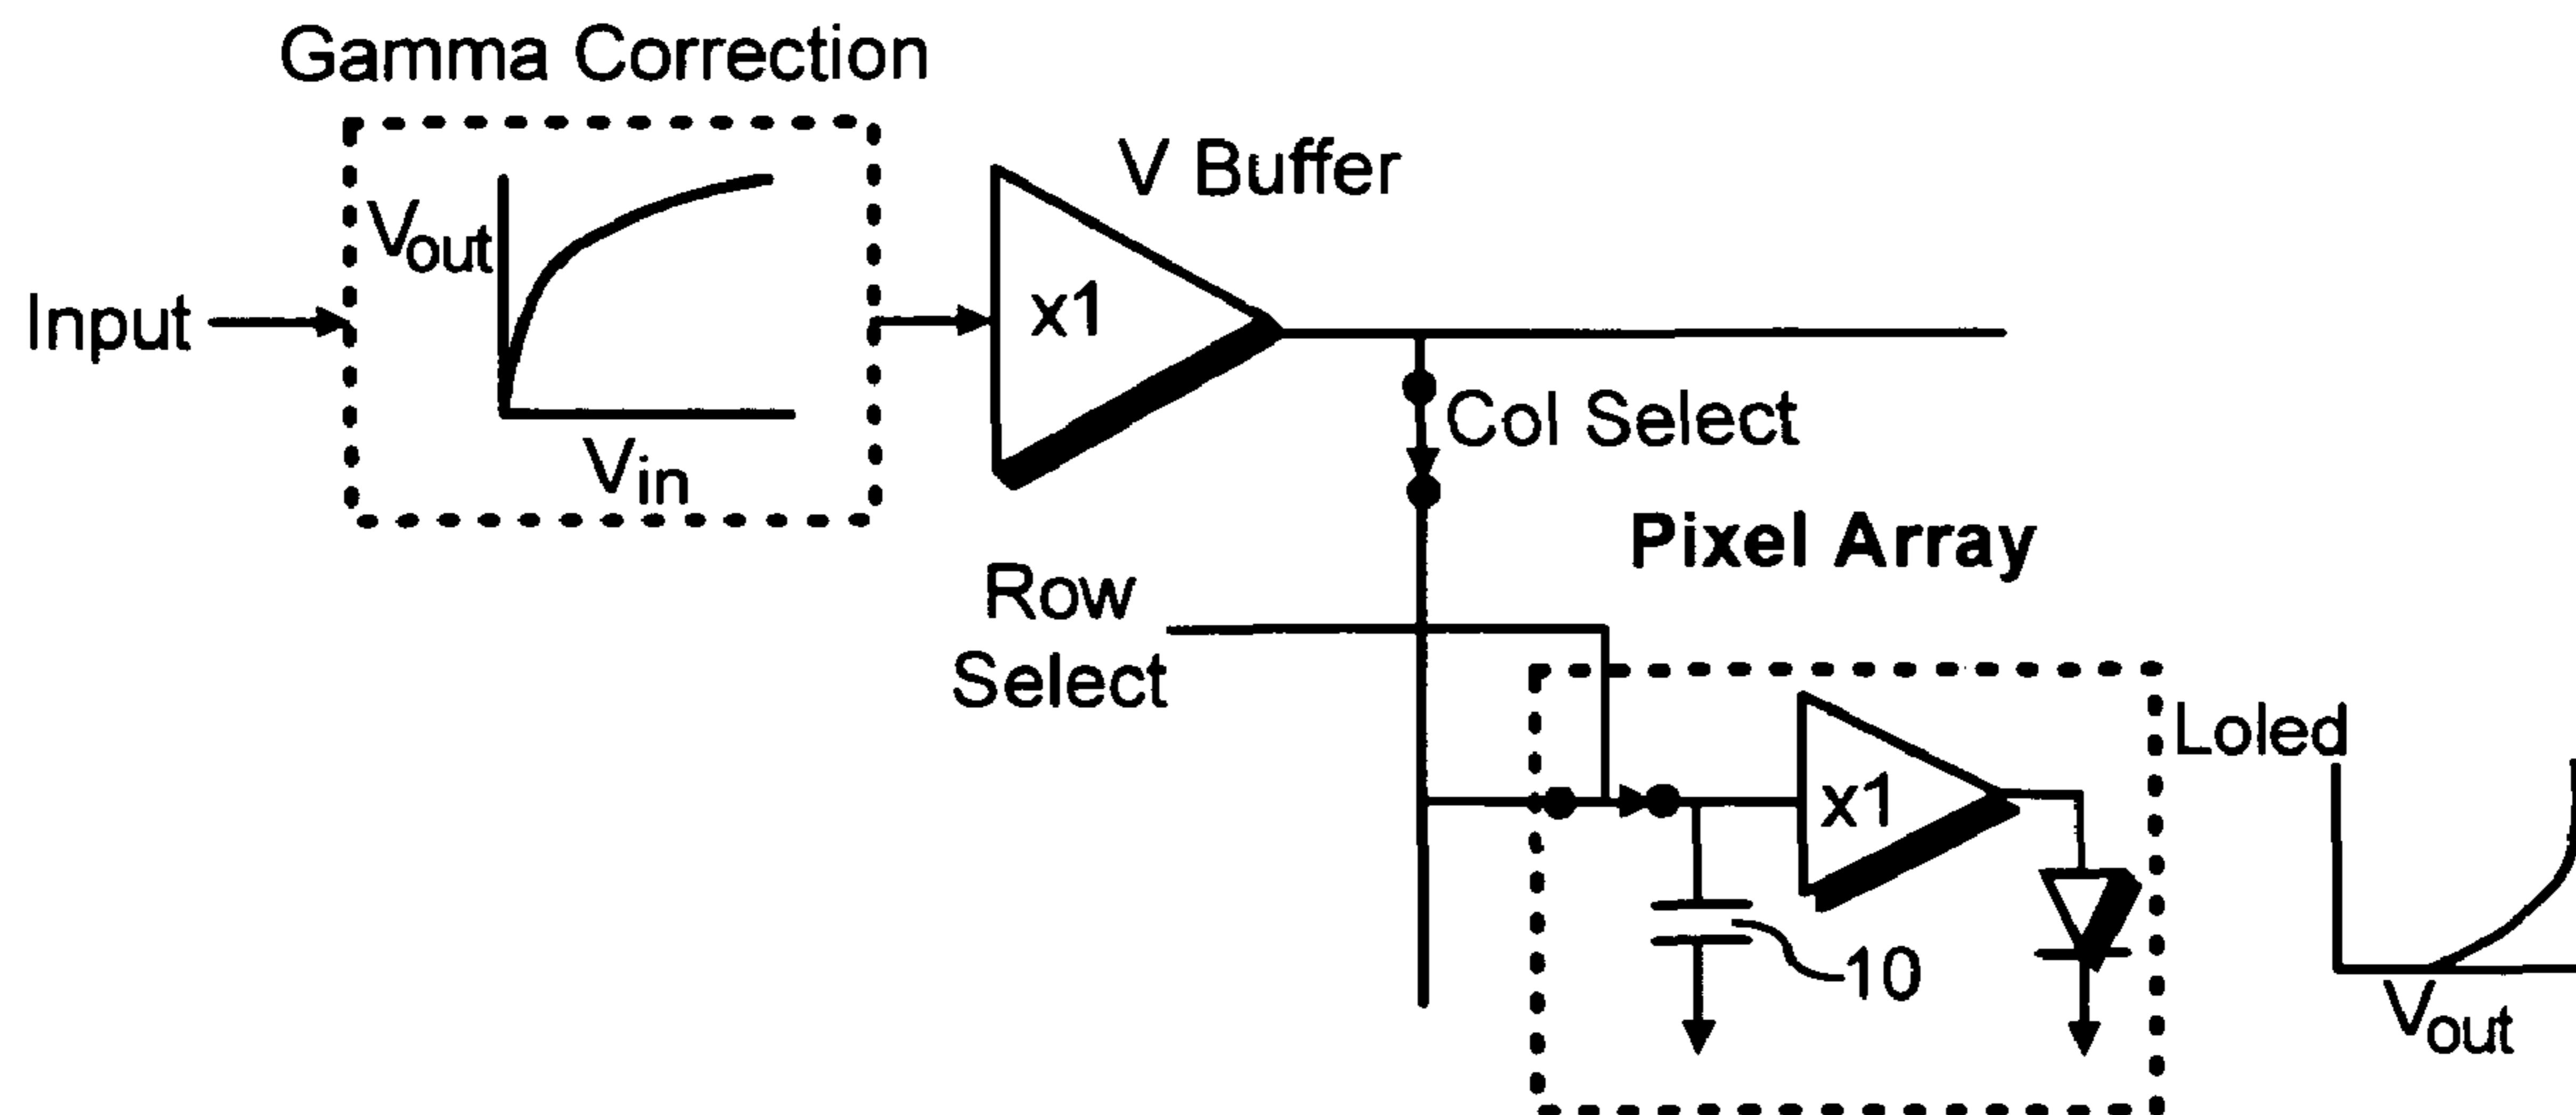 Gamma Correction
V Buffer
Vout
Input
x1
Vin
Col Select
Pixel Array
Row
Select
Loled
x1
10
Vout